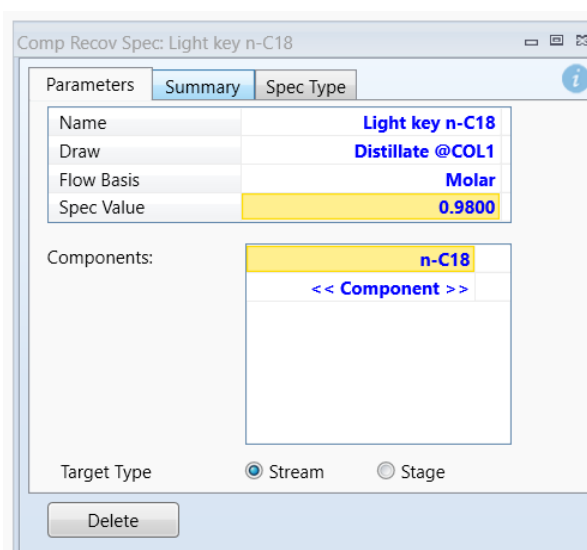 Comp Recov Spec: Light key n-C18
Parameters Summary Spec Type
Name Light key n-C18
Draw Distillate @COL1
Flow Basis Molar
Spec Value 0.9800
Components: n-C18
<< Component >>
Target Type Stream Stage
Delete